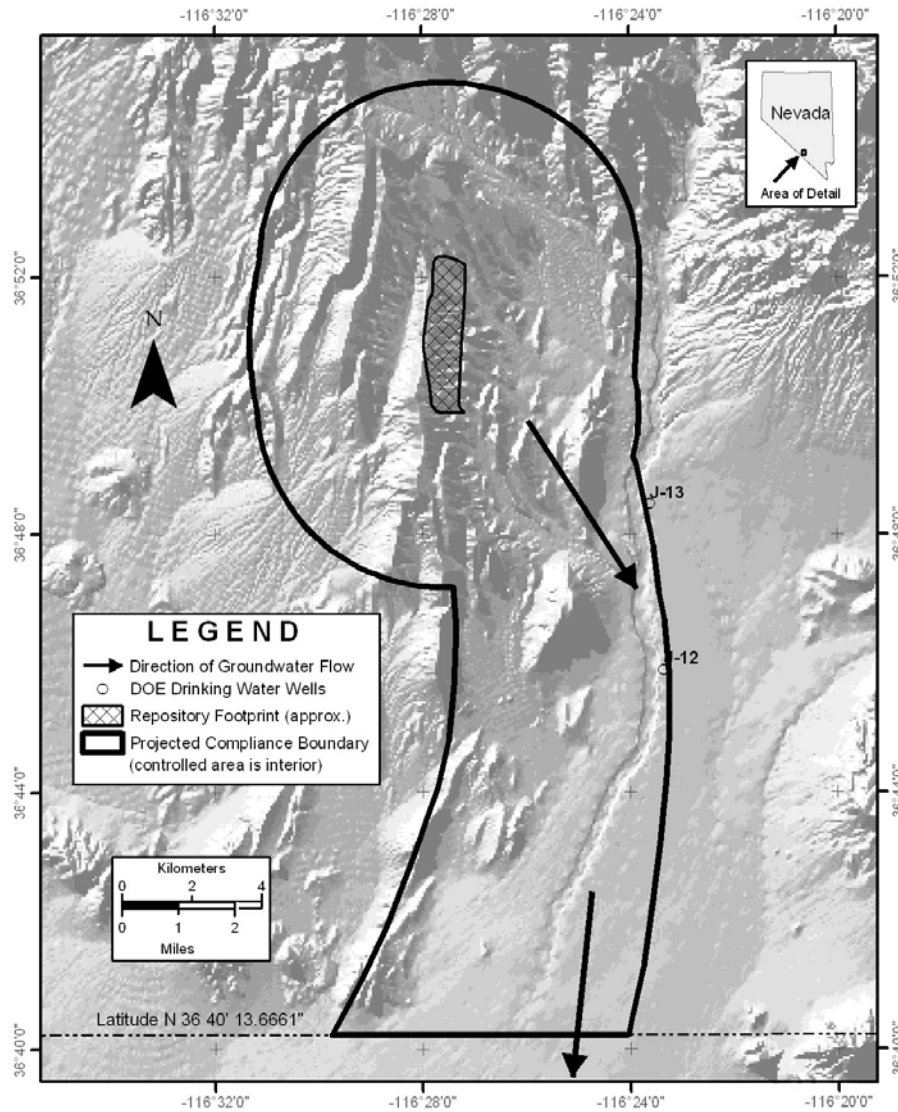 -116°32'0"
-116°28'0"
-116°24'0"
-116°20'0"
Nevada
Area of Detail
36°52'0"
36°52'0"
N
J-13
36°48'0"
36°48'0"
LEGEND
Direction of Groundwater Flow
DOE Drinking Water Wells
Repository Footprint (approx.)
Projected Compliance Boundary
(controlled area is interior)
J-12
36°44'0"
36°44'0"
Kilometers
0 2 4
0 1 2
Miles
Latitude N 36 40' 13.6661"
36°40'0"
36°40'0"
-116°32'0"
-116°28'0"
-116°24'0"
-116°20'0"